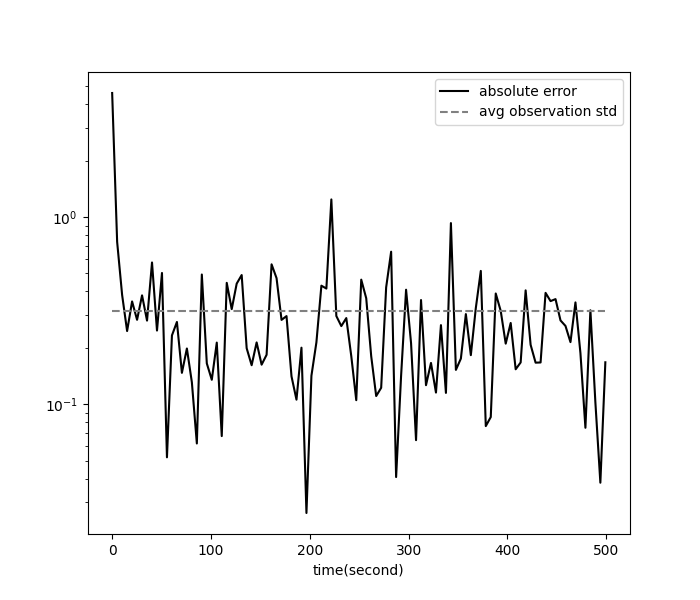 absolute error
avg observation std
10⁰
10⁻¹
0 100 200 300 400 500
time(second)